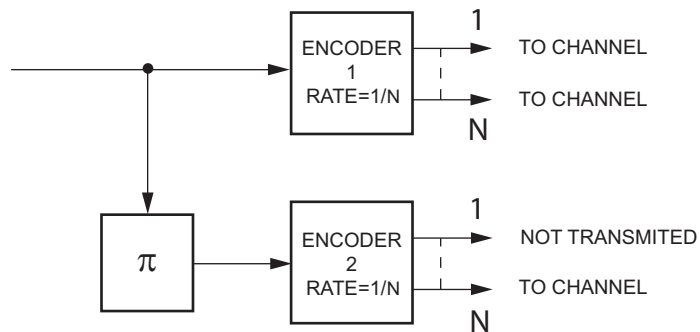 1
ENCODER
1
RATE=1/N
TO CHANNEL
TO CHANNEL
N
π
1
ENCODER
2
RATE=1/N
NOT TRANSMITED
TO CHANNEL
N